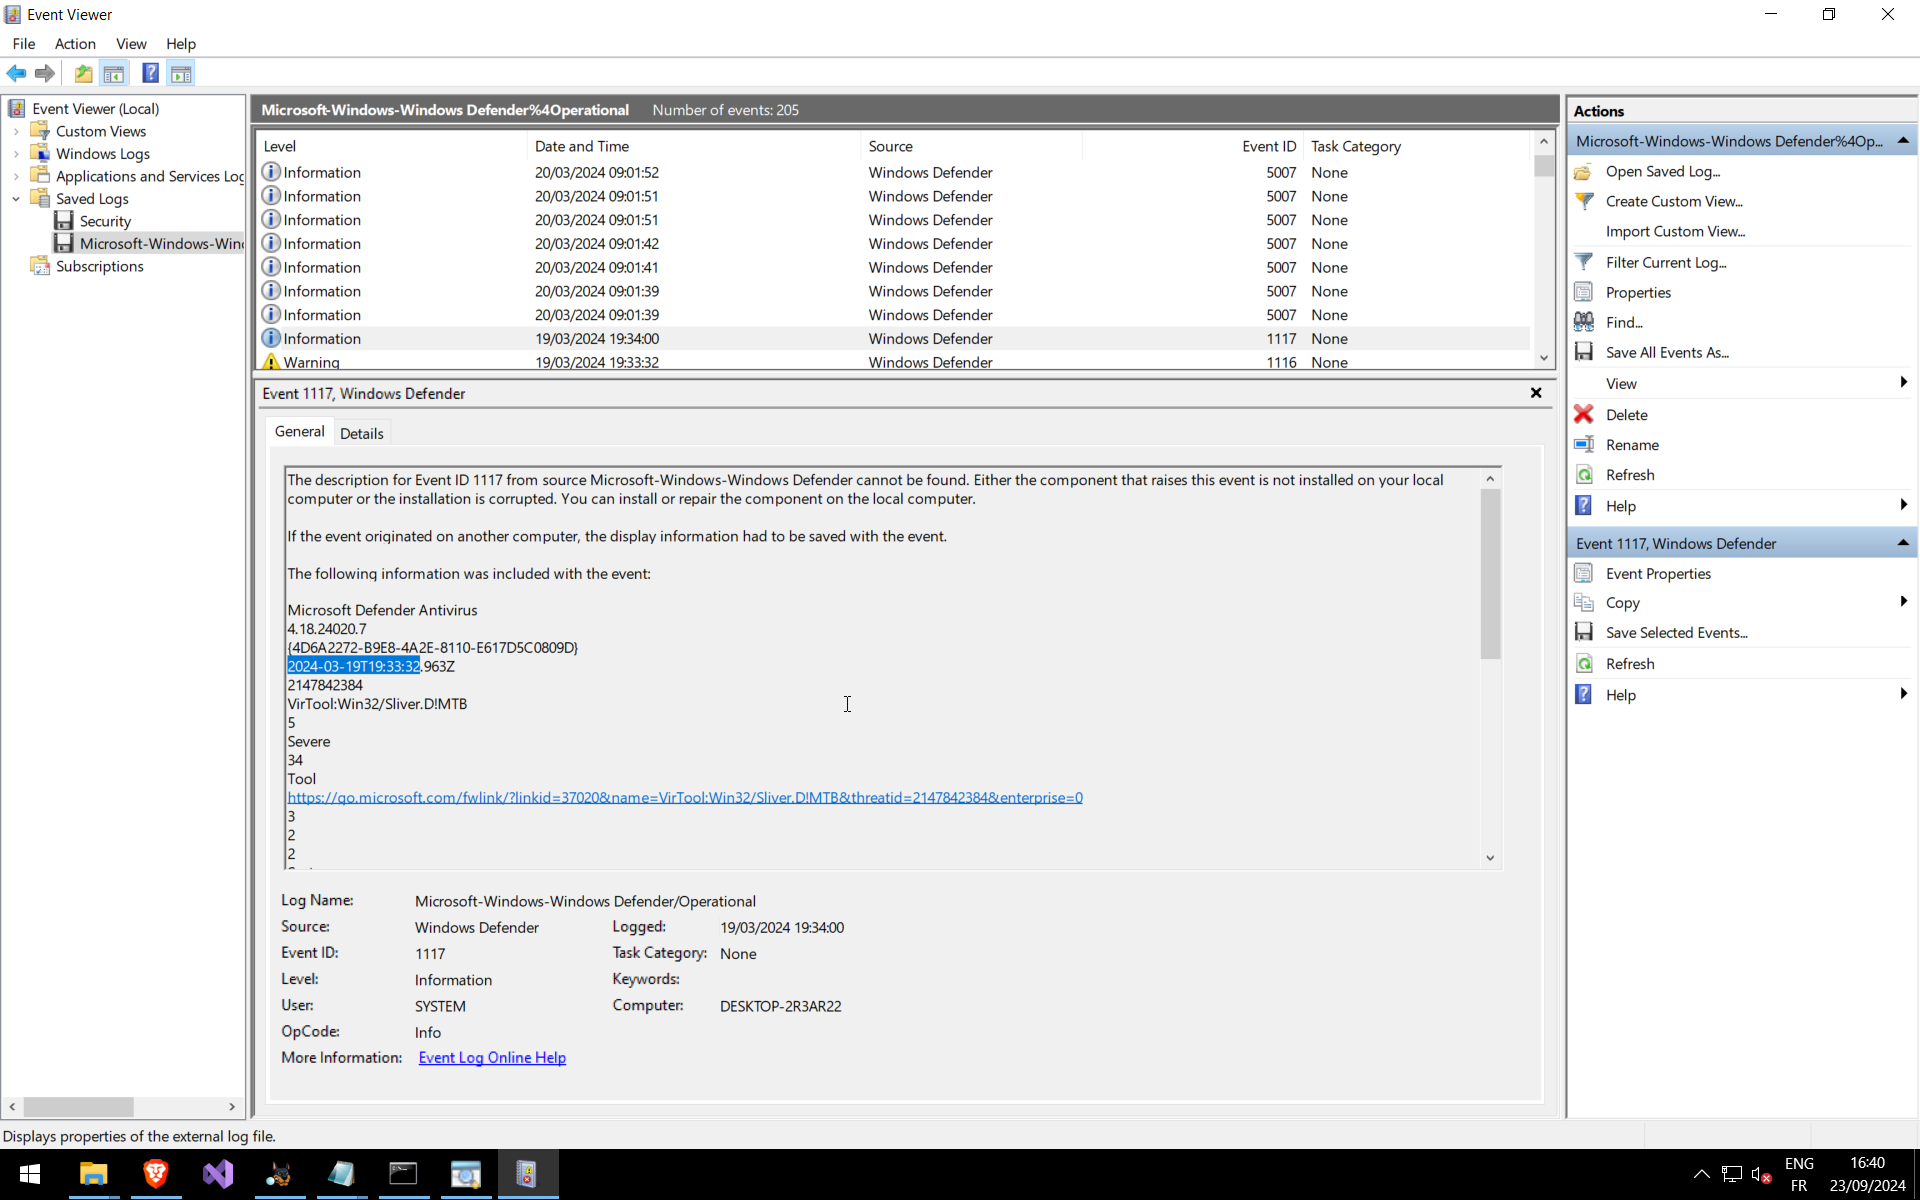 Event Viewer
File Action View Help
Event Viewer (Local)
Custom Views
Windows Logs
Applications and Services Log
Saved Logs
Security
Microsoft-Windows-Wind
Subscriptions
Microsoft-Windows-Windows Defender%4Operational Number of events: 205
Level Date and Time Source Event ID Task Category
Information 20/03/2024 09:01:52 Windows Defender 5007 None
Information 20/03/2024 09:01:51 Windows Defender 5007 None
Information 20/03/2024 09:01:51 Windows Defender 5007 None
Information 20/03/2024 09:01:42 Windows Defender 5007 None
Information 20/03/2024 09:01:41 Windows Defender 5007 None
Information 20/03/2024 09:01:39 Windows Defender 5007 None
Information 20/03/2024 09:01:39 Windows Defender 5007 None
Information 19/03/2024 19:34:00 Windows Defender 1117 None
Warning 19/03/2024 19:33:32 Windows Defender 1116 None
Event 1117, Windows Defender
General Details
The description for Event ID 1117 from source Microsoft-Windows-Windows Defender cannot be found. Either the component that raises this event is not installed on your local
computer or the installation is corrupted. You can install or repair the component on the local computer.
If the event originated on another computer, the display information had to be saved with the event.
The following information was included with the event:
Microsoft Defender Antivirus
4.18.24020.7
{4D6A2272-B9E8-4A2E-8110-E617D5C0809D}
2024-03-19T19:33:32.963Z
2147842384
VirTool:Win32/Sliver.D!MTB
5
Severe
34
Tool
https://go.microsoft.com/fwlink/?linkid=37020&name=VirTool:Win32/Sliver.D!MTB&threatid=2147842384&enterprise=0
3
2
2
Log Name: Microsoft-Windows-Windows Defender/Operational
Source: Windows Defender Logged: 19/03/2024 19:34:00
Event ID: 1117 Task Category: None
Level: Information Keywords:
User: SYSTEM Computer: DESKTOP-2R3AR22
OpCode: Info
More Information: Event Log Online Help
Actions
Microsoft-Windows-Windows Defender%4Op...
Open Saved Log...
Create Custom View...
Import Custom View...
Filter Current Log...
Properties
Find...
Save All Events As...
View
Delete
Rename
Refresh
Help
Event 1117, Windows Defender
Event Properties
Copy
Save Selected Events...
Refresh
Help
Displays properties of the external log file.
ENG 16:40
FR 23/09/2024